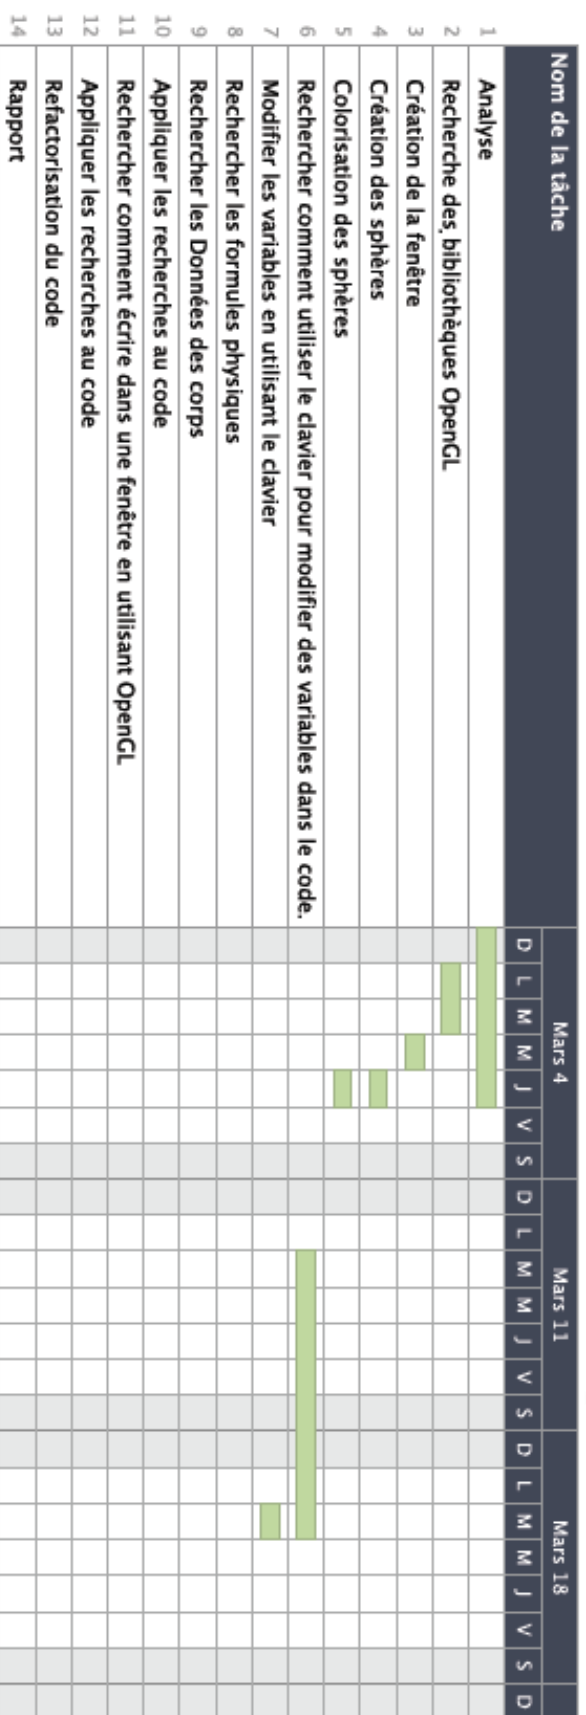 Nom de la tâche
Mars 4 Mars 11 Mars 18
D L M M J V S D L M M J V S D L M M J V S D
1 Analyse
2 Recherche des bibliothèques OpenGL
3 Création de la fenêtre
4 Création des sphères
5 Colorisation des sphères
6 Rechercher comment utiliser le clavier pour modifier des variables dans le code.
7 Modifier les variables en utilisant le clavier
8 Rechercher les formules physiques
9 Rechercher les Données des corps
10 Appliquer les recherches au code
11 Rechercher comment écrire dans une fenêtre en utilisant OpenGL
12 Appliquer les recherches au code
13 Refactorisation du code
14 Rapport